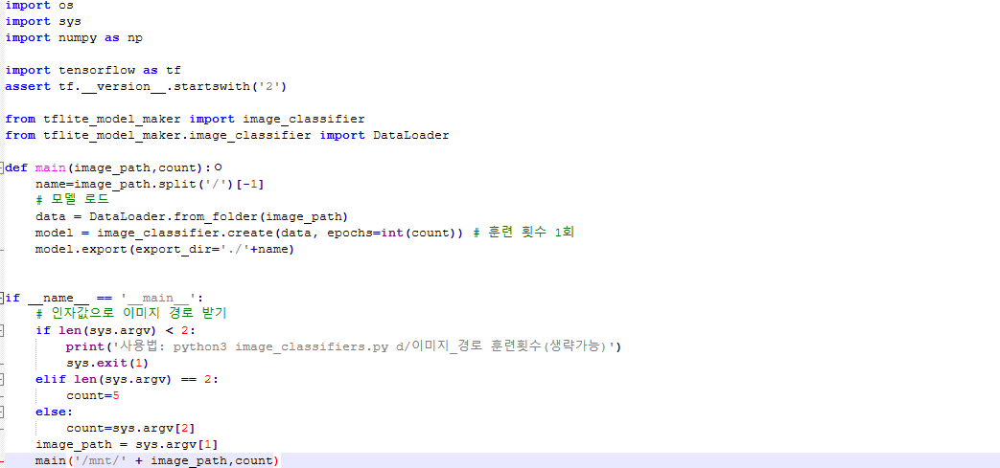 import os
import sys
import numpy as np
import tensorflow as tf
assert tf.__version__.startswith('2')
from tflite_model_maker import image_classifier
from tflite_model_maker.image_classifier import DataLoader
def main(image_path,count):
    name=image_path.split('/')[-1]
    # 모델 로드
    data = DataLoader.from_folder(image_path)
    model = image_classifier.create(data, epochs=int(count)) # 훈련 횟수 1회
    model.export(export_dir='./'+name)
if __name__ == '__main__':
    # 인자값으로 이미지 경로 받기
    if len(sys.argv) < 2:
        print('사용법: python3 image_classifiers.py d/이미지_경로 훈련횟수(생략가능)')
        sys.exit(1)
    elif len(sys.argv) == 2:
        count=5
    else:
        count=sys.argv[2]
    image_path = sys.argv[1]
    main('/mnt/' + image_path,count)